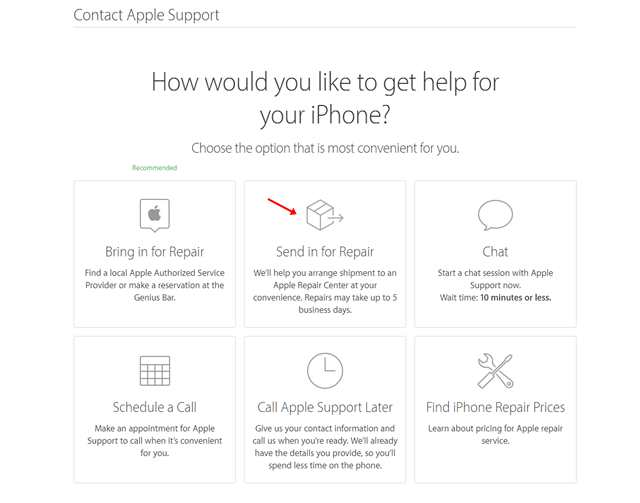 Contact Apple Support
How would you like to get help for
your iPhone?
Choose the option that is most convenient for you.
Recommended
Bring in for Repair
Find a local Apple Authorized Service
Provider or make a reservation at the
Genius Bar.
Send in for Repair
We'll help you arrange shipment to an
Apple Repair Center at your
convenience. Repairs may take up to 5
business days.
Chat
Start a chat session with Apple
Support now.
Wait time: 10 minutes or less.
Schedule a Call
Make an appointment for Apple
Support to call when it's convenient
for you.
Call Apple Support Later
Give us your contact information and
call us when you're ready. We'll already
have the details you provide, so you'll
spend less time on the phone.
Find iPhone Repair Prices
Learn about pricing for Apple repair
service.